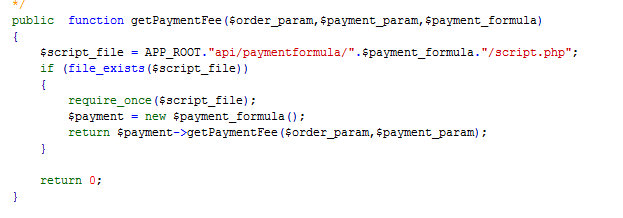 */
public  function getPaymentFee($order_param,$payment_param,$payment_formula)
{
    $script_file = APP_ROOT."api/paymentformula/".$payment_formula."/script.php";
    if (file_exists($script_file))
    {
        require_once($script_file);
        $payment = new $payment_formula();
        return $payment->getPaymentFee($order_param,$payment_param);
    }
    return 0;
}